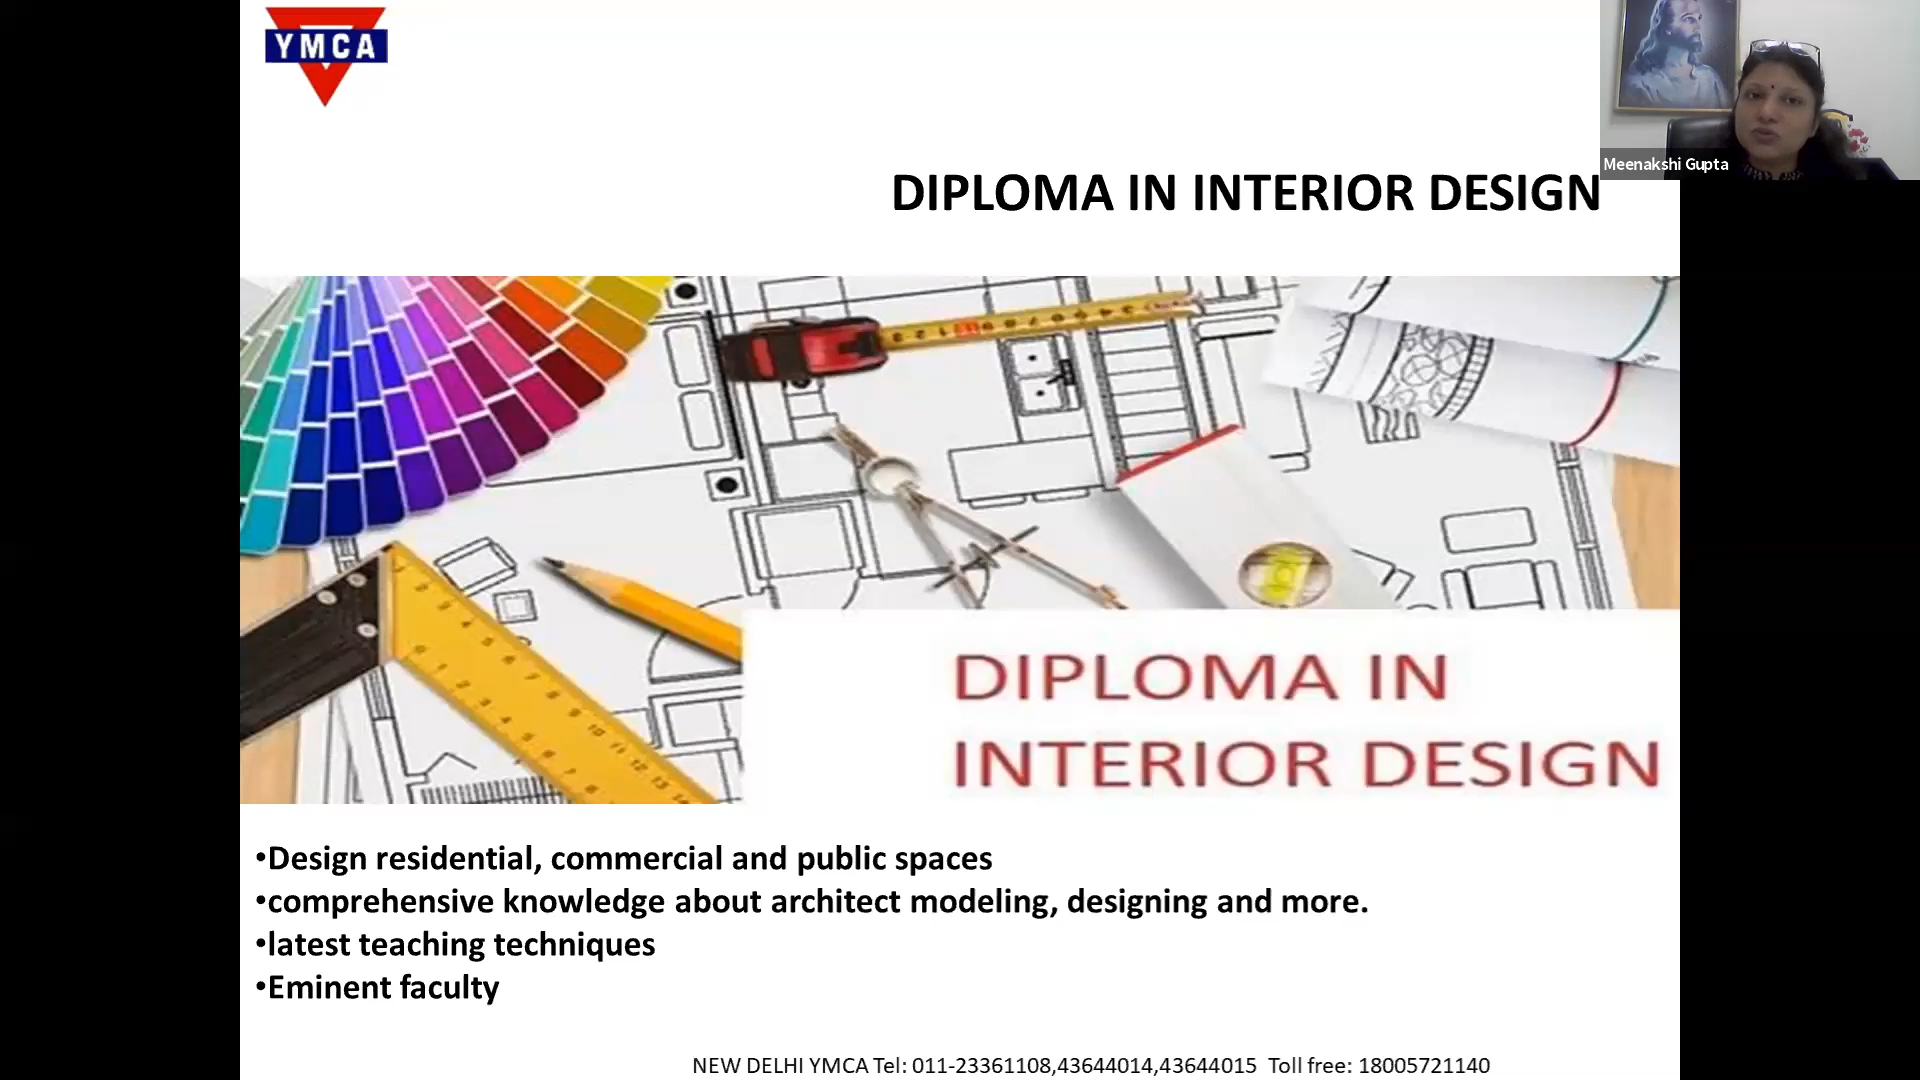 YMCA
Meenakshi Gupta
DIPLOMA IN INTERIOR DESIGN
DIPLOMA IN
INTERIOR DESIGN
•Design residential, commercial and public spaces
•comprehensive knowledge about architect modeling, designing and more.
•latest teaching techniques
•Eminent faculty
NEW DELHI YMCA Tel: 011-23361108,43644014,43644015 Toll free: 18005721140